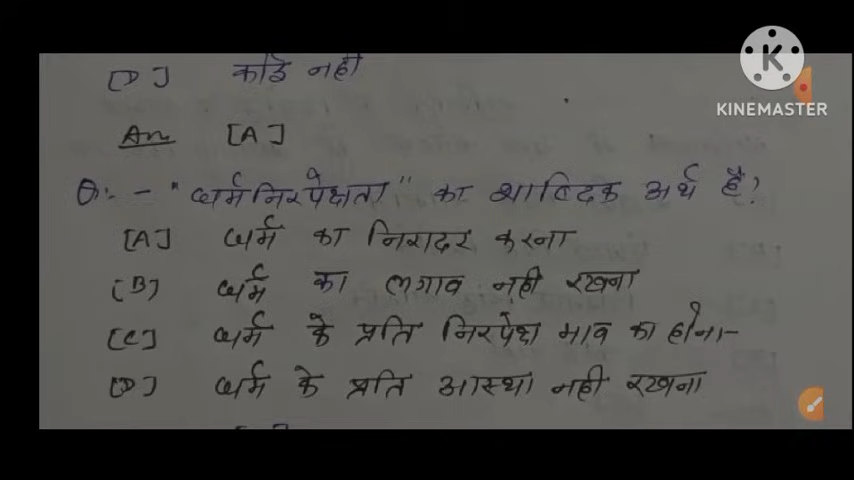 [D] कोई नही
K
KINEMASTER
Ans [A]
Q:- "धर्मनिरपेक्षता" का शाब्दिक अर्थ है?
[A] धर्म का निरादर करना
[B] धर्म का लगाव नही रखना
[C] धर्म के प्रति निरपेक्ष भाव का होना-
[D] धर्म के प्रति आस्था नही रखना